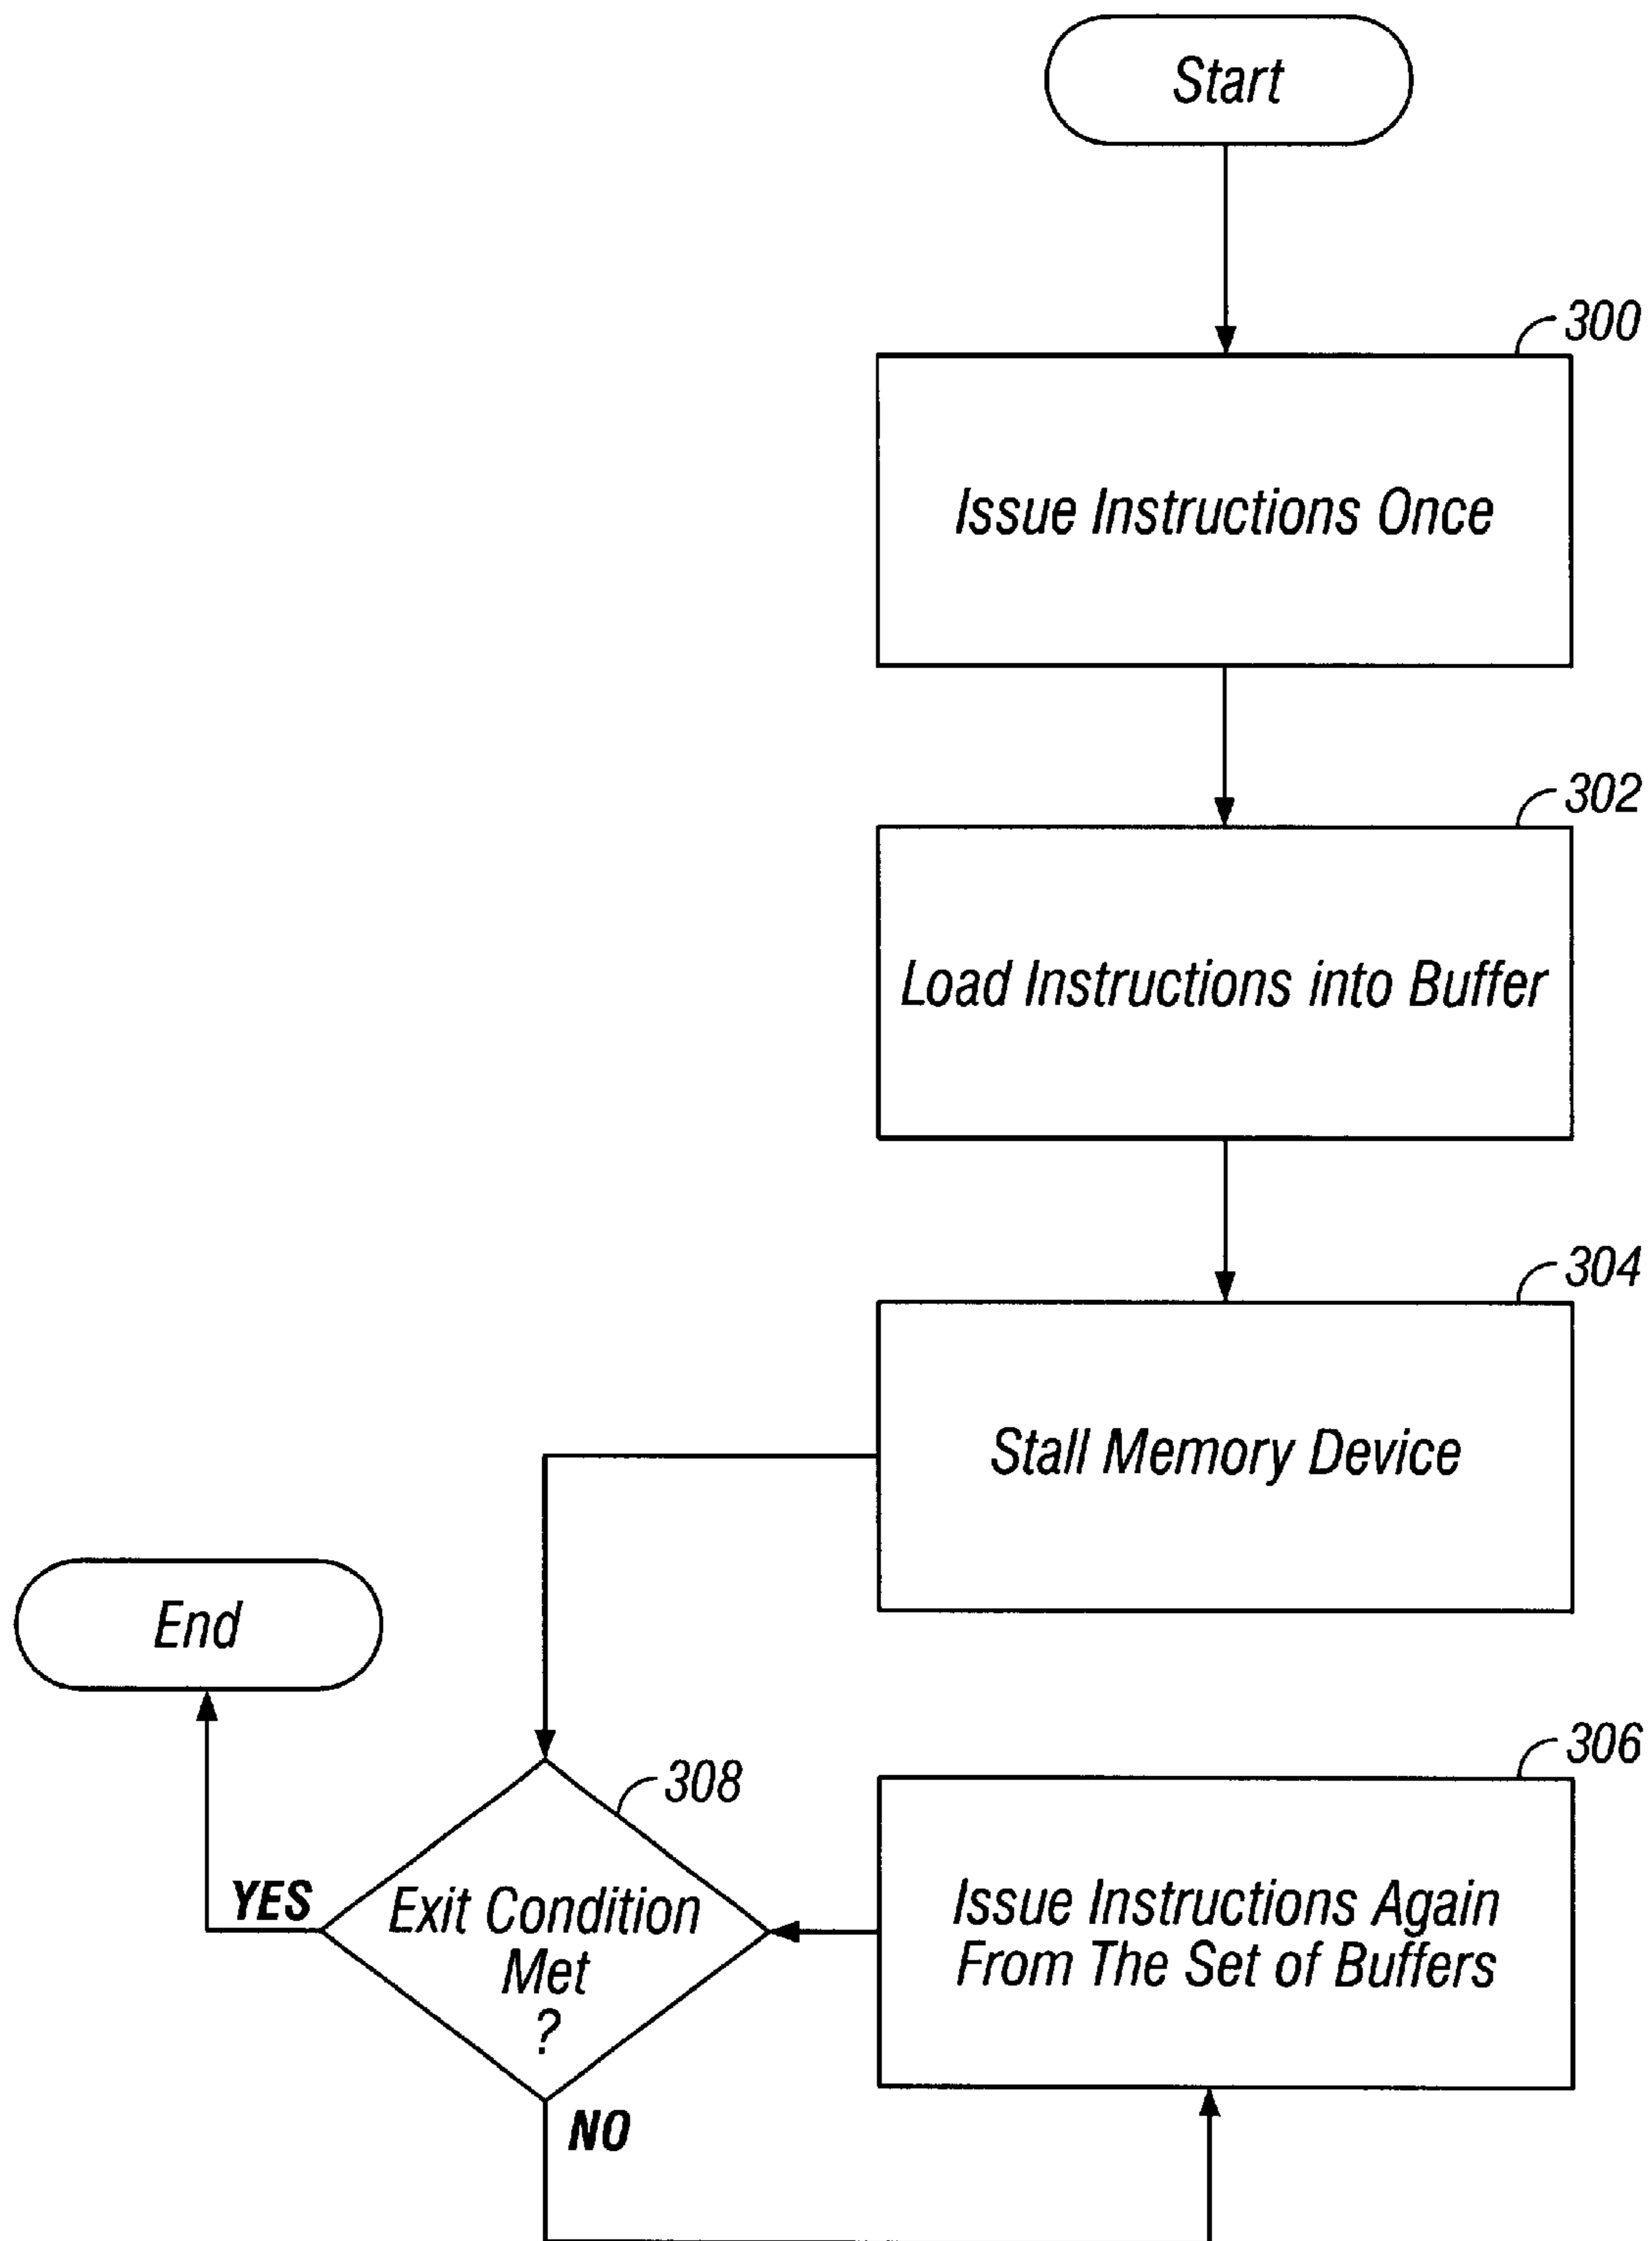 Start
300
Issue Instructions Once
302
Load Instructions into Buffer
304
Stall Memory Device
End
306
308
YES
Exit Condition
Met
?
Issue Instructions Again
From The Set of Buffers
NO